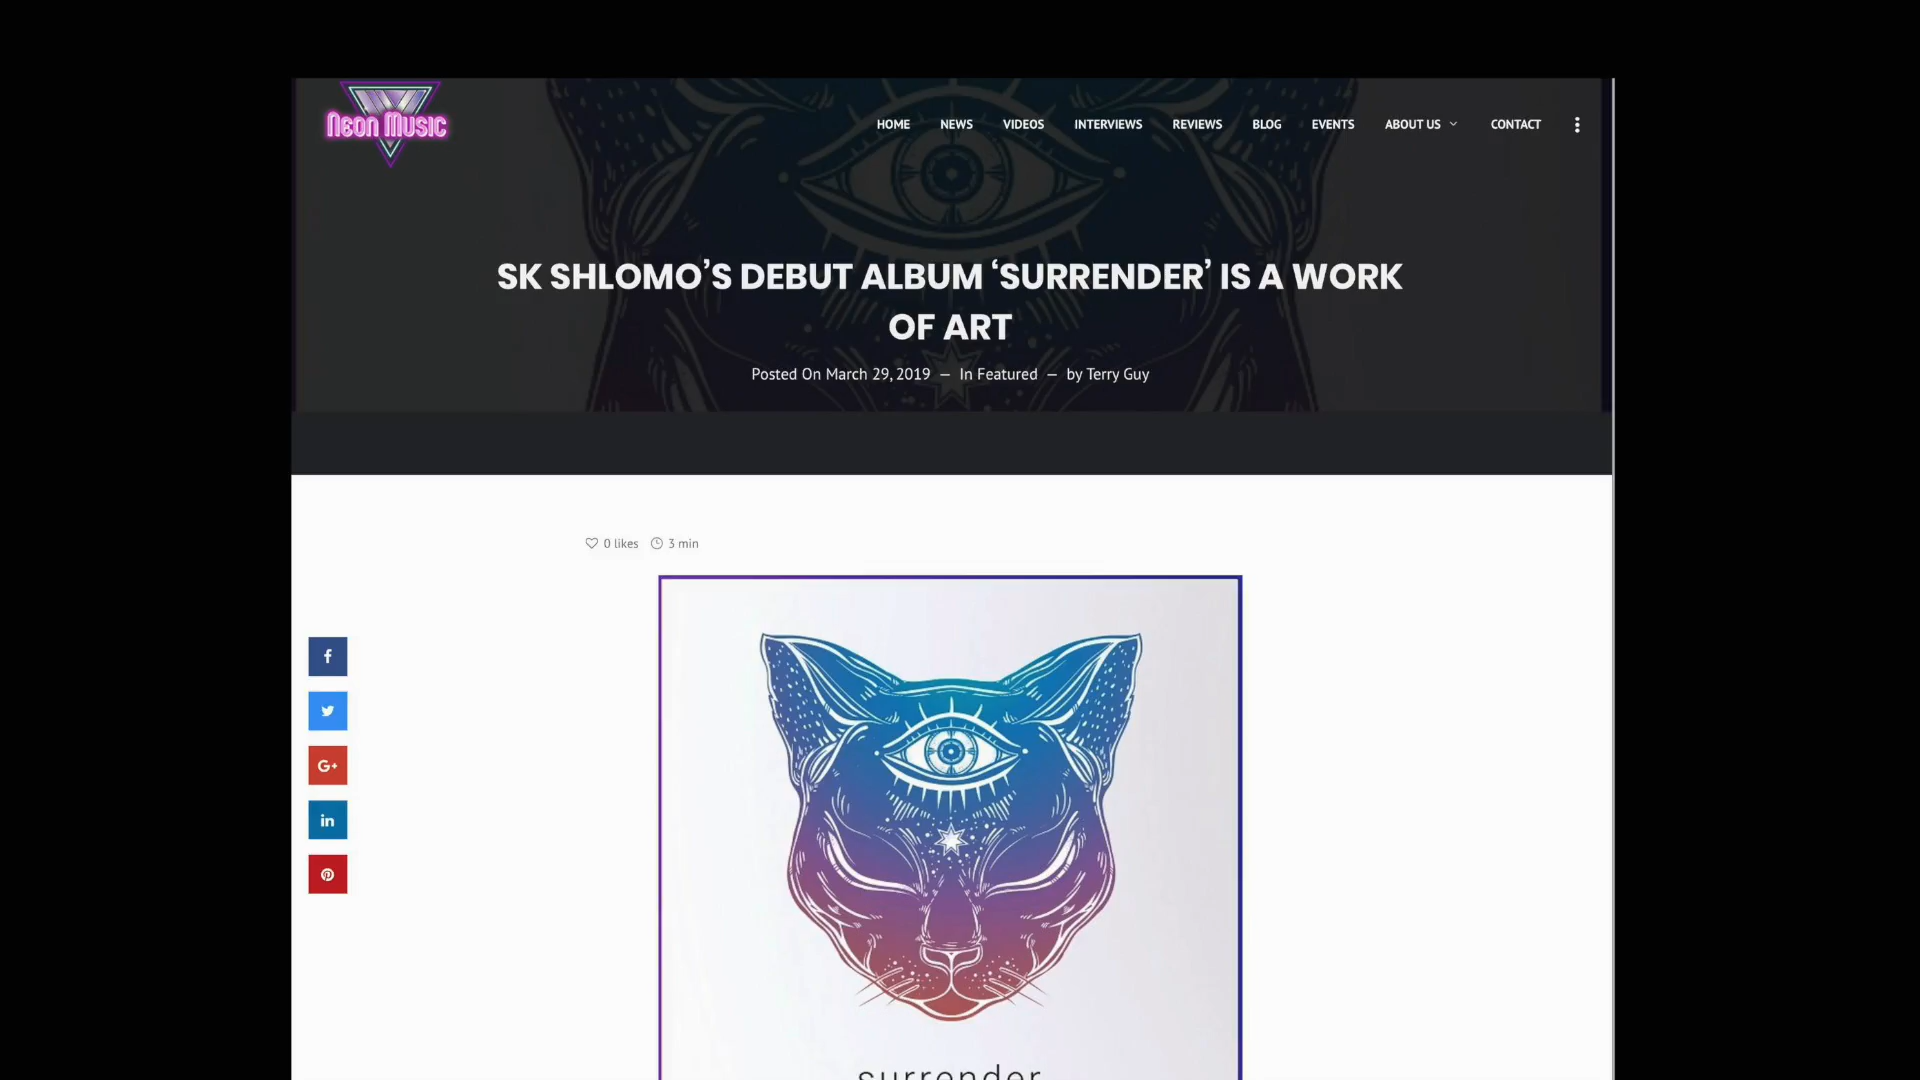 Neon Music
HOME NEWS VIDEOS INTERVIEWS REVIEWS BLOG EVENTS ABOUT US CONTACT
SK SHLOMO’S DEBUT ALBUM ‘SURRENDER’ IS A WORK
OF ART
Posted On March 29, 2019 — In Featured — by Terry Guy
0 likes 3 min
f
G+
in
surrender